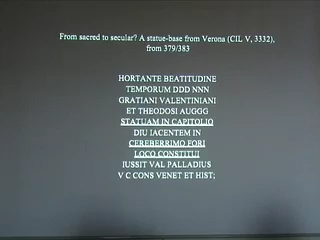 From sacred to secular? A statue-base from Verona (CIL V, 3332),
from 379/383
HORTANTE BEATITUDINE
TEMPORUM DDD NNN
GRATIANI VALENTINIANI
ET THEODOSI AUGGG
STATUAM IN CAPITOLIO
DIU IACENTEM IN
CEREBERRIMO FORI
LOCO CONSTITUI
IUSSIT VAL PALLADIUS
V C CONS VENET ET HIST;